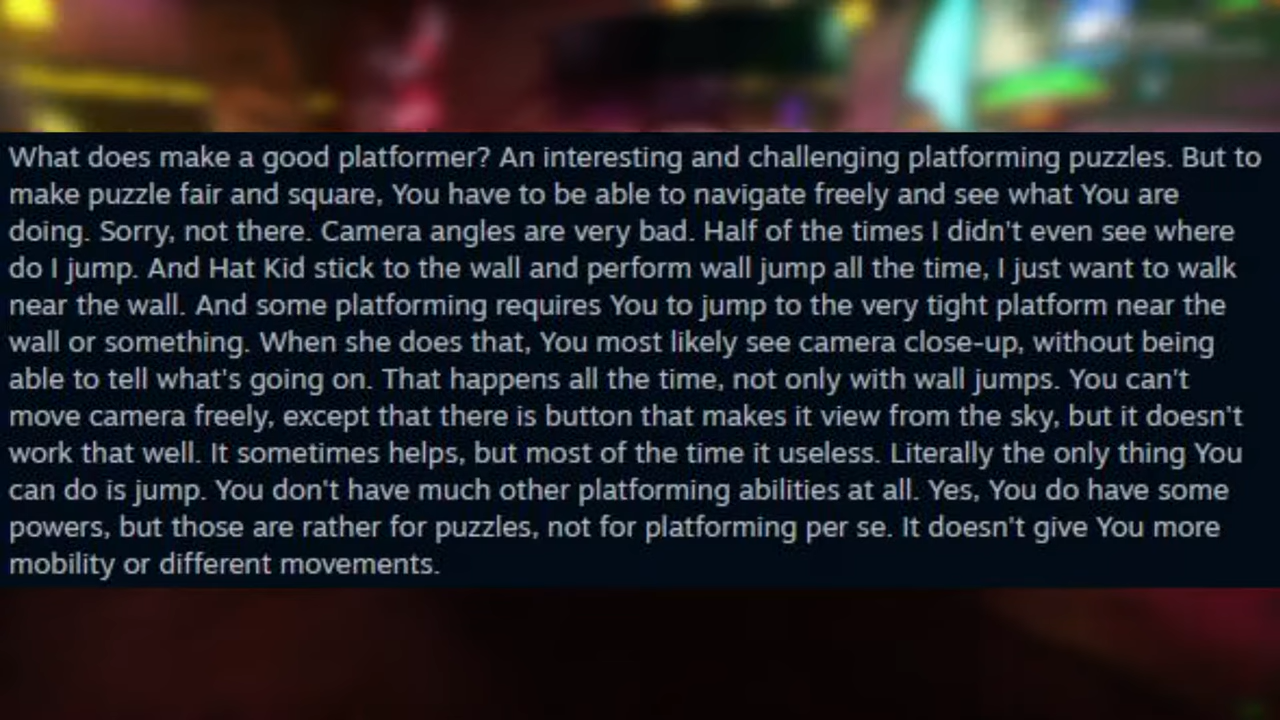 What does make a good platformer? An interesting and challenging platforming puzzles. But to
make puzzle fair and square, You have to be able to navigate freely and see what You are
doing. Sorry, not there. Camera angles are very bad. Half of the times I didn't even see where
do I jump. And Hat Kid stick to the wall and perform wall jump all the time, I just want to walk
near the wall. And some platforming requires You to jump to the very tight platform near the
wall or something. When she does that, You most likely see camera close-up, without being
able to tell what's going on. That happens all the time, not only with wall jumps. You can't
move camera freely, except that there is button that makes it view from the sky, but it doesn't
work that well. It sometimes helps, but most of the time it useless. Literally the only thing You
can do is jump. You don't have much other platforming abilities at all. Yes, You do have some
powers, but those are rather for puzzles, not for platforming per se. It doesn't give You more
mobility or different movements.